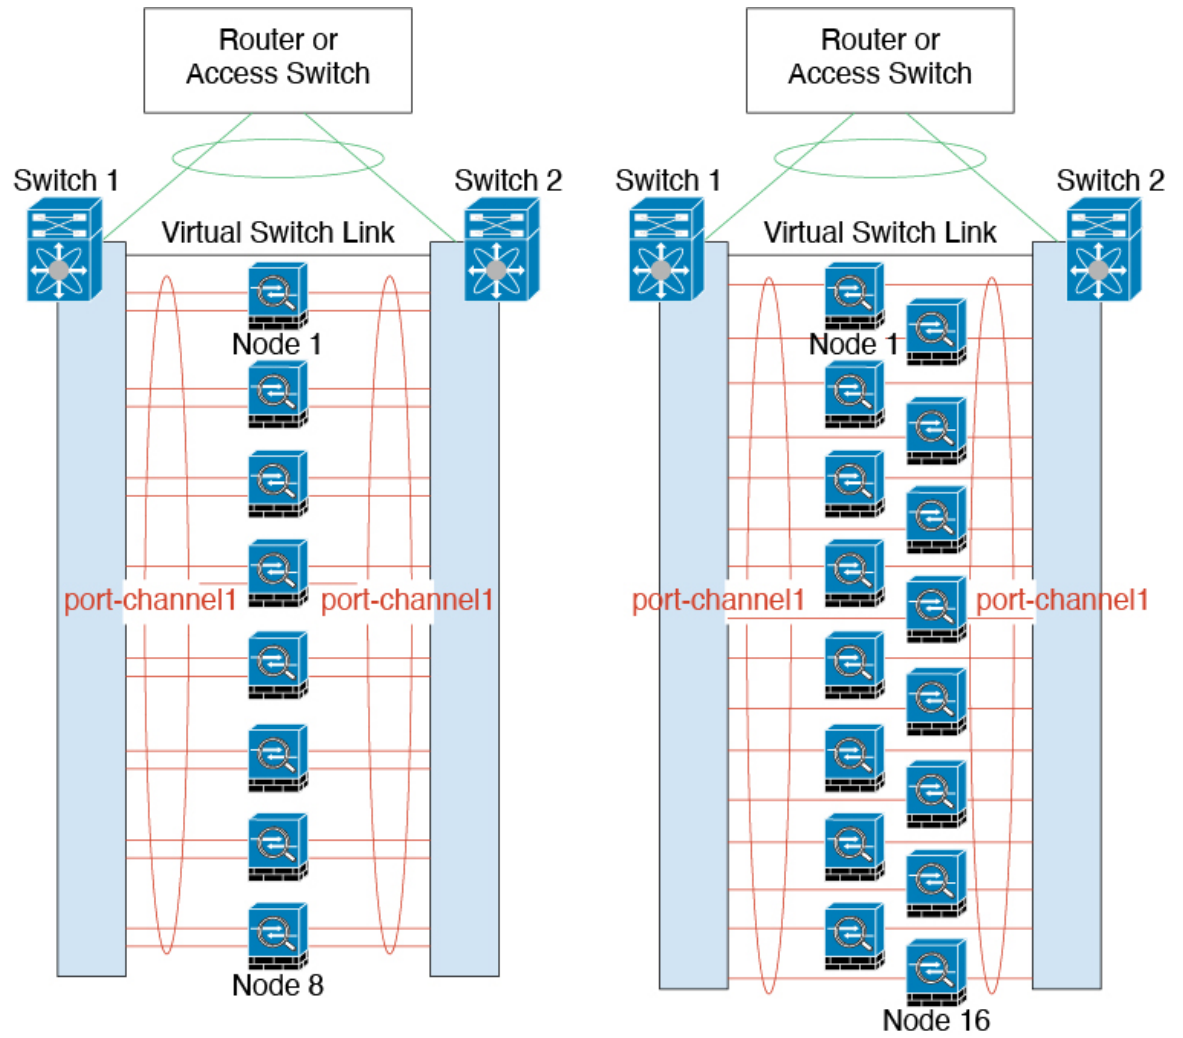 Router or
Access Switch
Switch 1
Switch 2
Virtual Switch Link
Node 1
port-channel1
port-channel1
Node 8
Router or
Access Switch
Switch 1
Switch 2
Virtual Switch Link
Node 1
port-channel1
port-channel1
Node 16